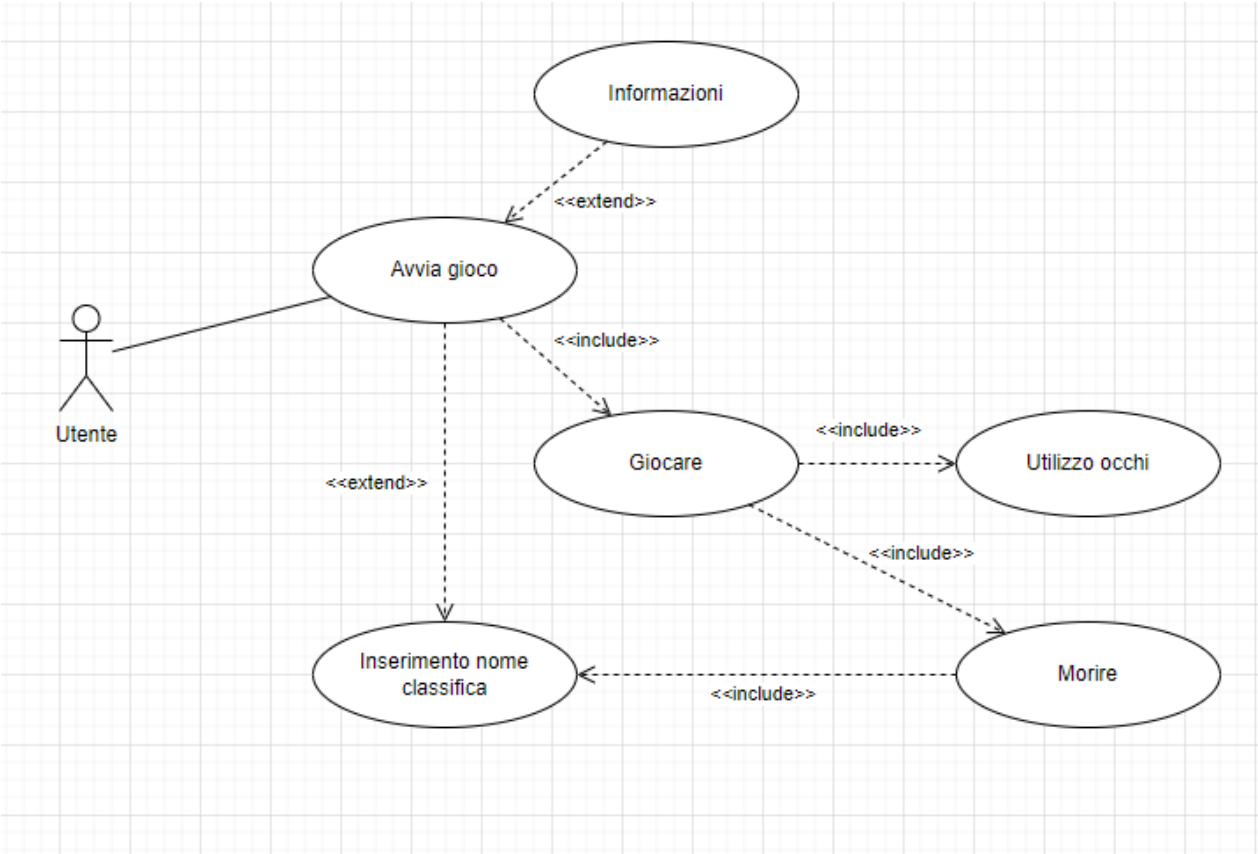 Informazioni
<<extend>>
Avvia gioco
<<include>>
Utente
<<include>>
Giocare
Utilizzo occhi
<<extend>>
<<include>>
Inserimento nome
classifica
Morire
<<include>>